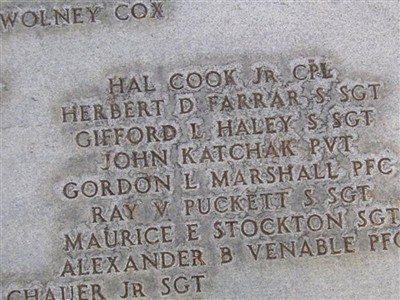 WOLNEY COX
HAL COOK Jr CPL
HERBERT D FARRAR S SGT
GIFFORD L HALEY S SGT
JOHN KATCHAK PVT
GORDON L MARSHALL PFC
RAY V PUCKETT S SGT
MAURICE E STOCKTON SGT
ALEXANDER B VENABLE PFC
CHAUER Jr SGT